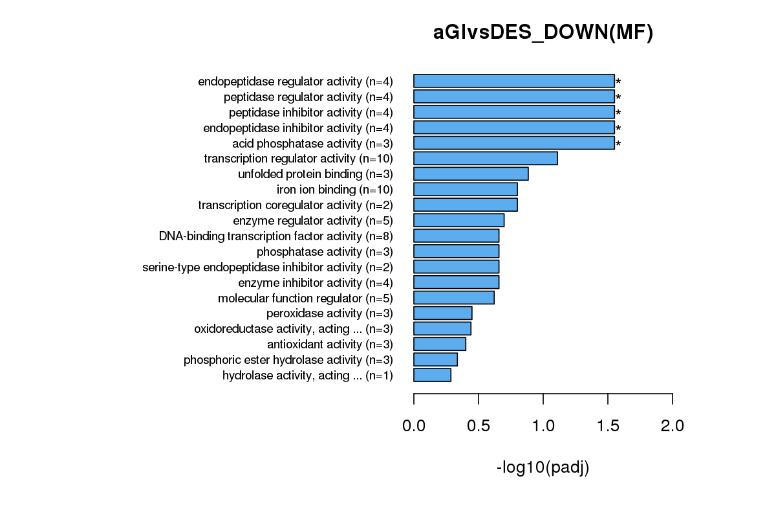 aGIvsDES_DOWN(MF)
endopeptidase regulator activity (n=4) *
peptidase regulator activity (n=4) *
peptidase inhibitor activity (n=4) *
endopeptidase inhibitor activity (n=4) *
acid phosphatase activity (n=3) *
transcription regulator activity (n=10)
unfolded protein binding (n=3)
iron ion binding (n=10)
transcription coregulator activity (n=2)
enzyme regulator activity (n=5)
DNA-binding transcription factor activity (n=8)
phosphatase activity (n=3)
serine-type endopeptidase inhibitor activity (n=2)
enzyme inhibitor activity (n=4)
molecular function regulator (n=5)
peroxidase activity (n=3)
oxidoreductase activity, acting ... (n=3)
antioxidant activity (n=3)
phosphoric ester hydrolase activity (n=3)
hydrolase activity, acting ... (n=1)
0.0 0.5 1.0 1.5 2.0
-log10(padj)